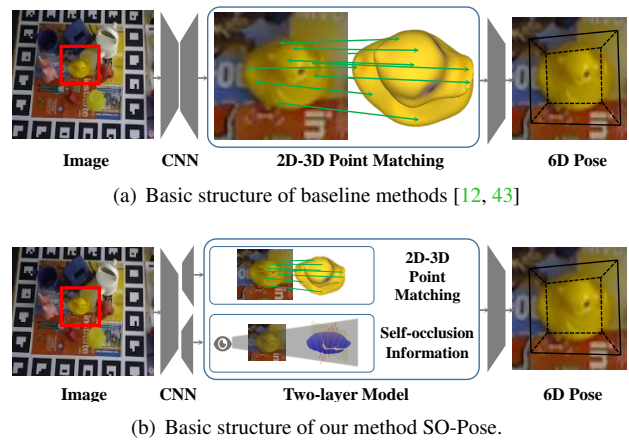 Image
CNN
2D-3D Point Matching
6D Pose
(a) Basic structure of baseline methods [12, 43]
2D-3D
Point
Matching
Self-occlusion
Information
Image
CNN
Two-layer Model
6D Pose
(b) Basic structure of our method SO-Pose.